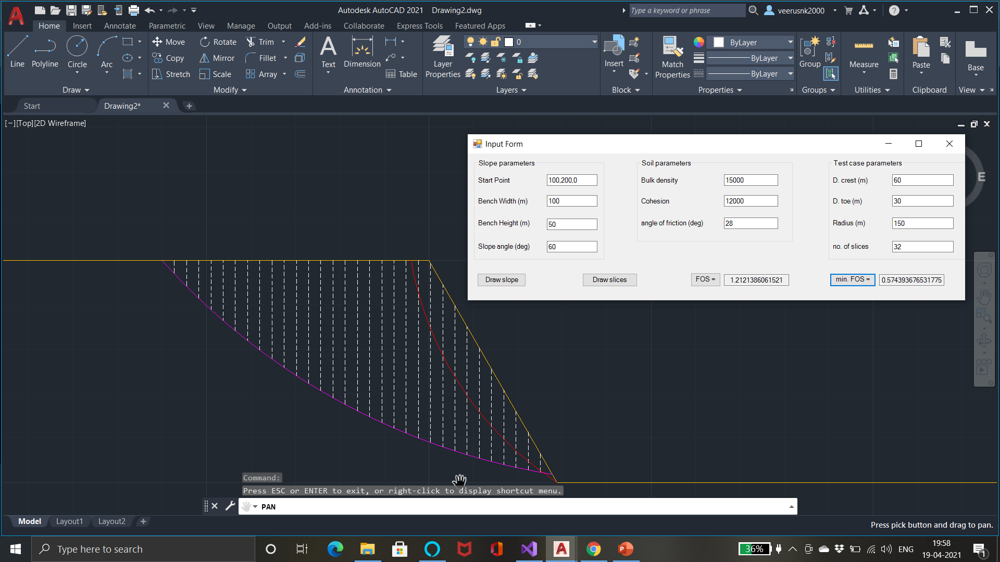 Autodesk AutoCAD 2021 Drawing2.dwg
Type a keyword or phrase
veerusnk2000
Home Insert Annotate Parametric View Manage Output Add-ins Collaborate Express Tools Featured Apps
Line Polyline Circle Arc
Move Rotate Trim
Copy Mirror Fillet
Stretch Scale Array
Text Dimension Table
Layer Properties
0
Insert
Match Properties
ByLayer
ByLayer
ByLayer
Group
Measure
Paste
Base
Draw Modify Annotation Layers Block Properties Groups Utilities Clipboard View
Start Drawing2*
[−][Top][2D Wireframe]
E
Input Form
Slope parameters
Start Point 100,200,0
Bench Width (m) 100
Bench Height (m) 50
Slope angle (deg) 60
Soil parameters
Bulk density 15000
Cohesion 12000
angle of friction (deg) 28
Test case parameters
D. crest (m) 60
D. toe (m) 30
Radius (m) 150
no. of slices 32
Draw slope Draw slices FOS = 1.2121386061521 min. FOS = 0.574393676531775
Command:
Press ESC or ENTER to exit, or right-click to display shortcut menu.
PAN
Model Layout1 Layout2
Press pick button and drag to pan.
Type here to search
36%
ENG
19:58
19-04-2021
1